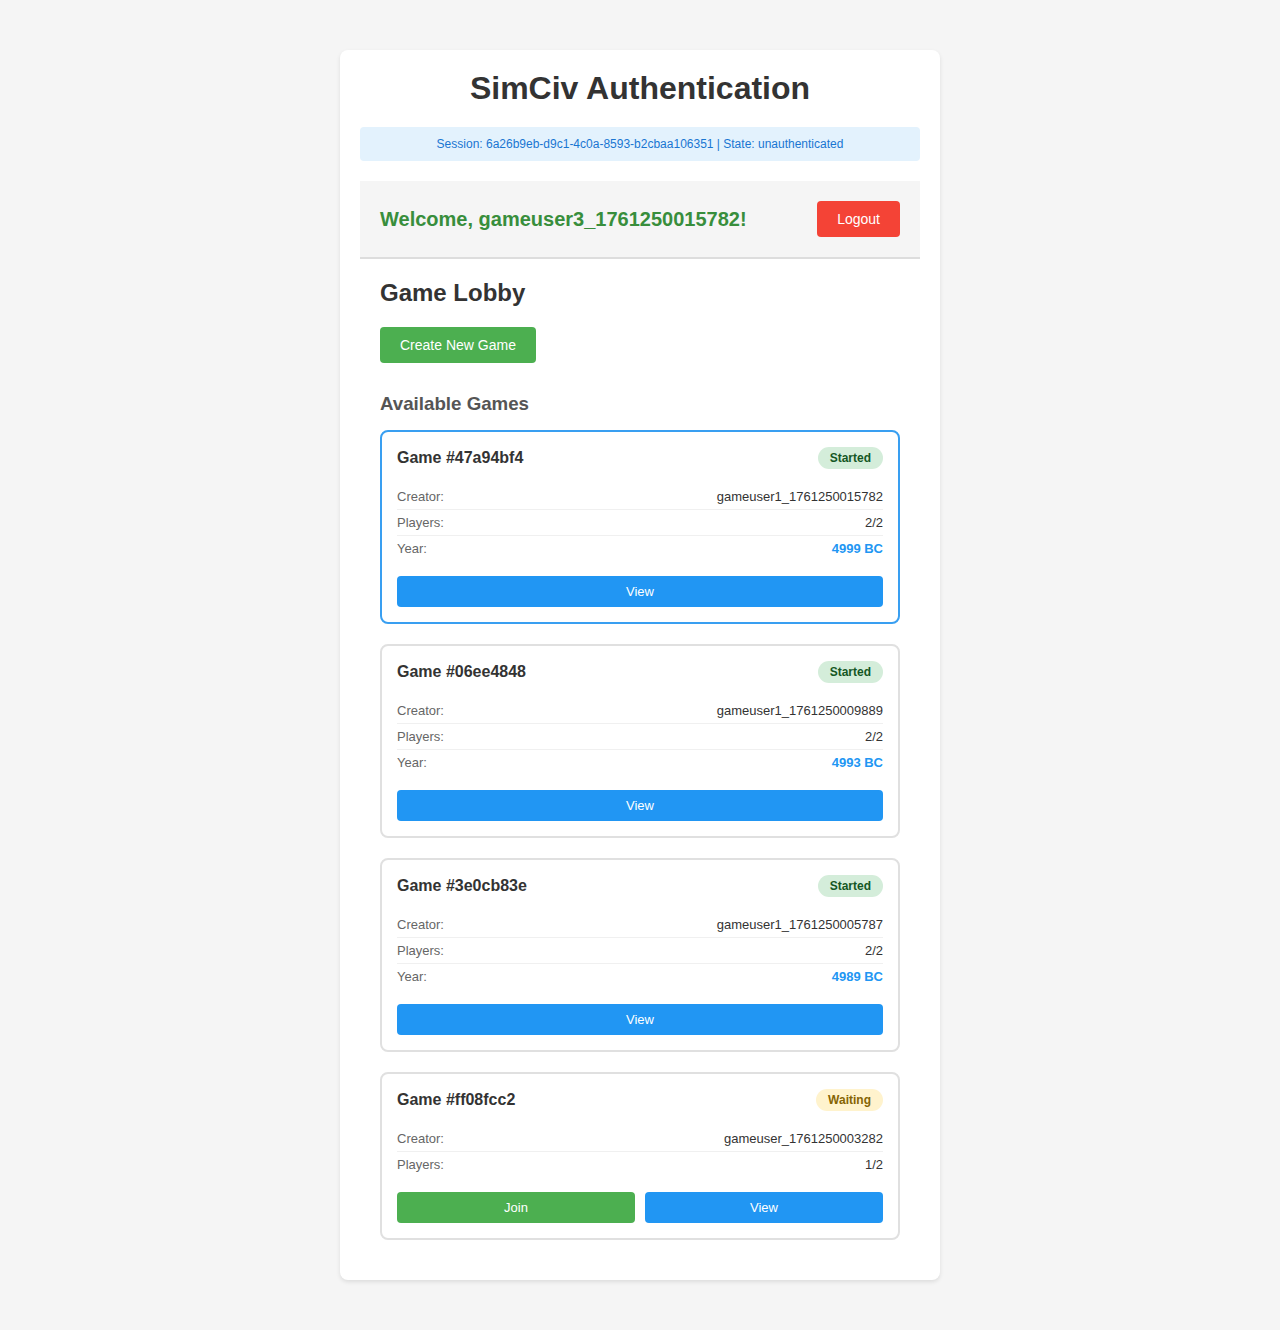 SimCiv Authentication
Session: 6a26b9eb-d9c1-4c0a-8593-b2cbaa106351 | State: unauthenticated
Welcome, gameuser3_1761250015782!
Logout
Game Lobby
Create New Game
Available Games
Game #47a94bf4
Started
Creator: gameuser1_1761250015782
Players: 2/2
Year: 4999 BC
View
Game #06ee4848
Started
Creator: gameuser1_1761250009889
Players: 2/2
Year: 4993 BC
View
Game #3e0cb83e
Started
Creator: gameuser1_1761250005787
Players: 2/2
Year: 4989 BC
View
Game #ff08fcc2
Waiting
Creator: gameuser_1761250003282
Players: 1/2
Join
View